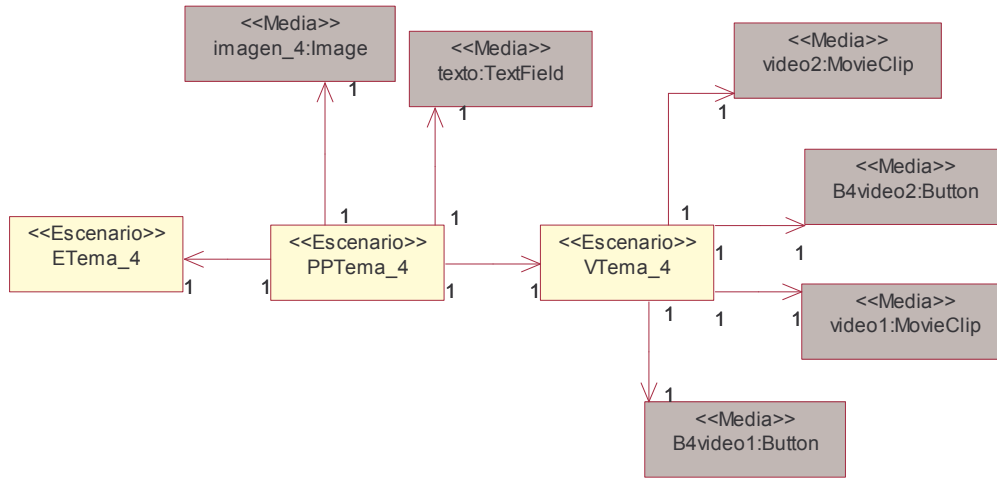 <<Media>>
imagen_4:Image
1
<<Media>>
texto:TextField
1
<<Media>>
video2:MovieClip
1
<<Media>>
B4video2:Button
1
<<Escenario>>
ETema_4
1
1
1
<<Escenario>>
PPTema_4
1
1
1
1
<<Escenario>>
VTema_4
1
1
1
1
<<Media>>
video1:MovieClip
1
<<Media>>
B4video1:Button